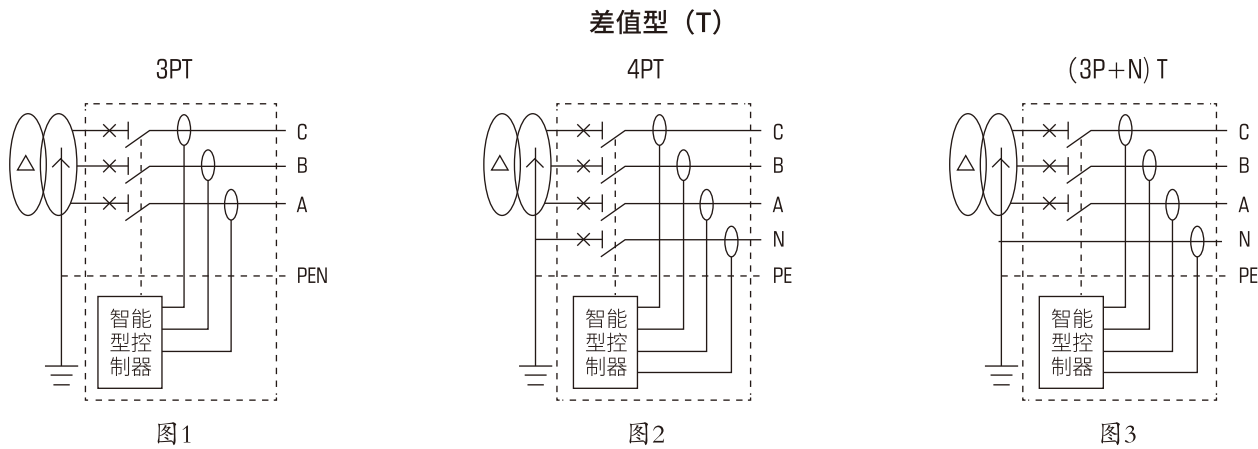 差值型（T）
3PT
C
B
A
PEN
智能
型控
制器
图1
4PT
C
B
A
N
PE
智能
型控
制器
图2
(3P+N) T
C
B
A
N
PE
智能
型控
制器
图3